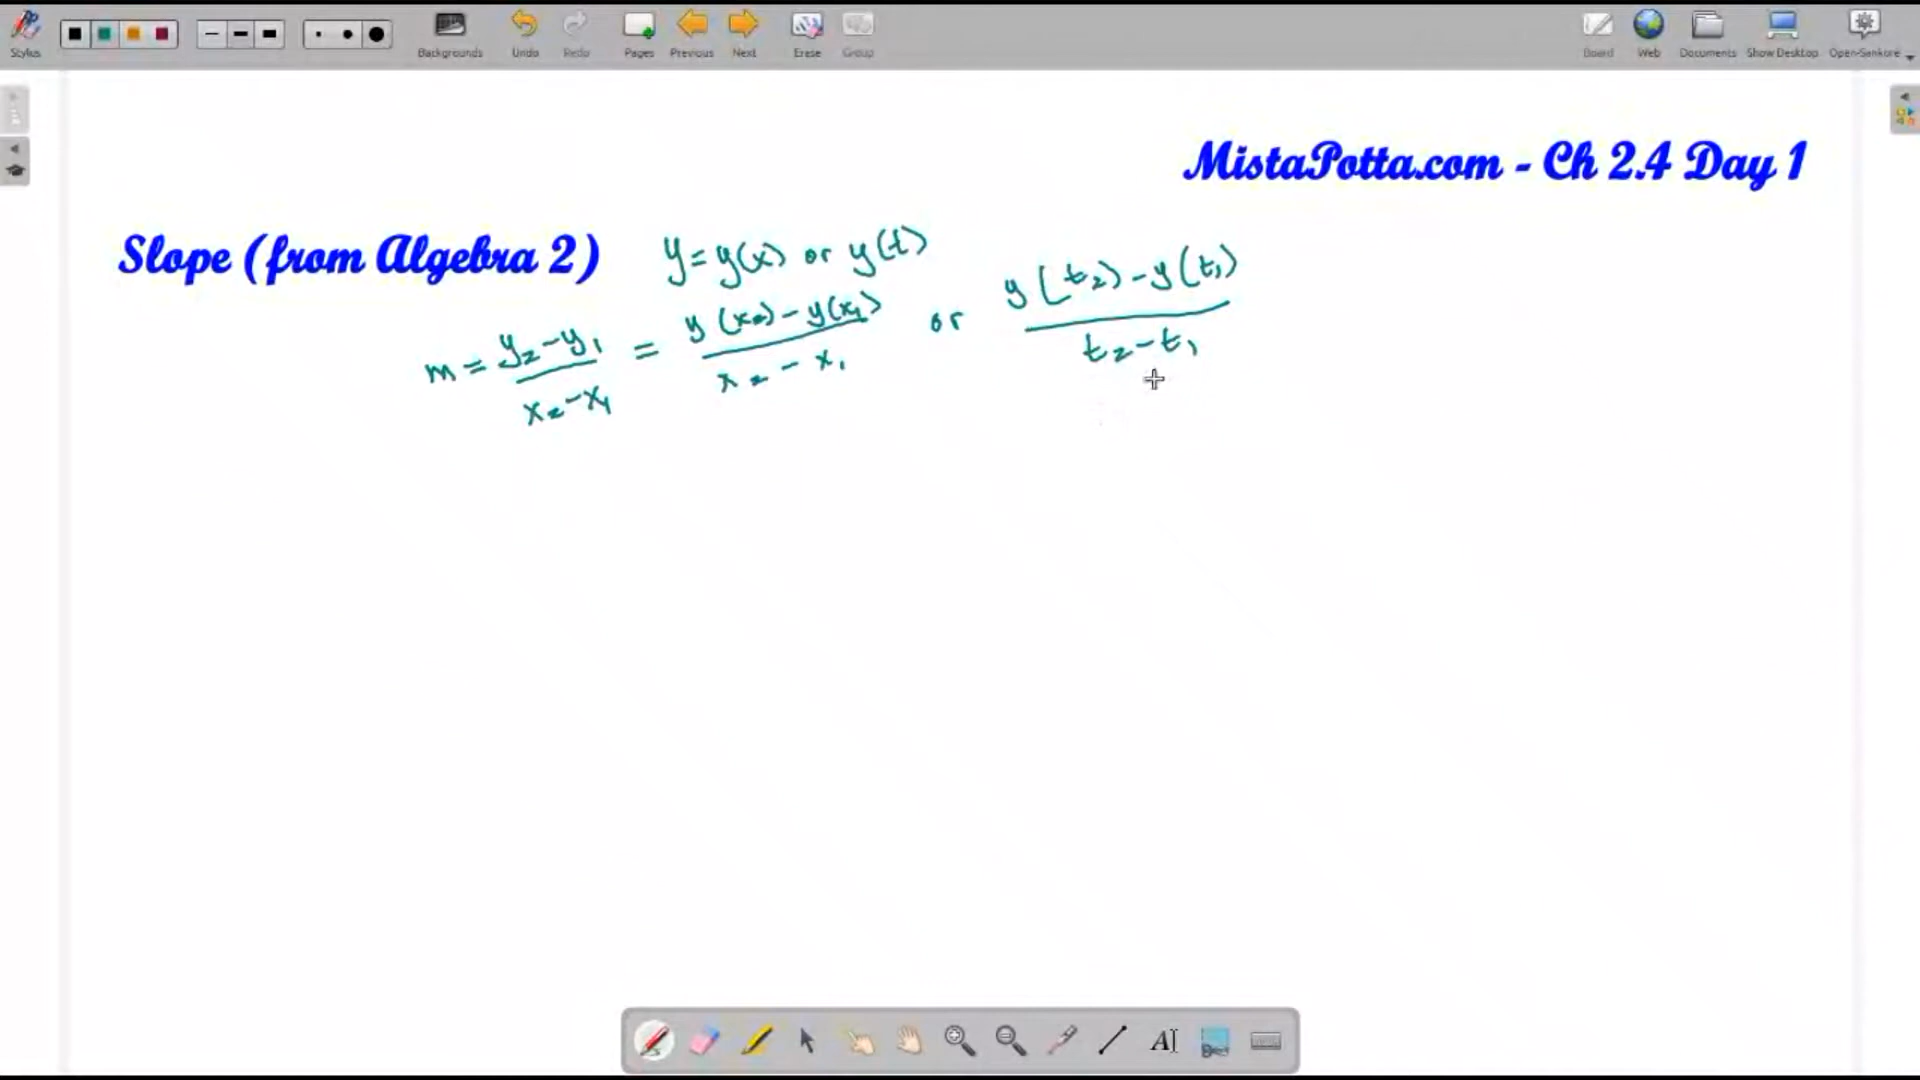 Stylus Backgrounds Undo Redo Pages Previous Next Erase Group Board Web Documents Show Desktop Open-Sankore
MistaPotta.com - Ch 2.4 Day 1
Slope (from Algebra 2) y = y(x) or y(t)
m = (y₂ - y₁)/(x₂ - x₁) = (y(x₂) - y(x₁))/(x₂ - x₁) or (y(t₂) - y(t₁))/(t₂ - t₁)